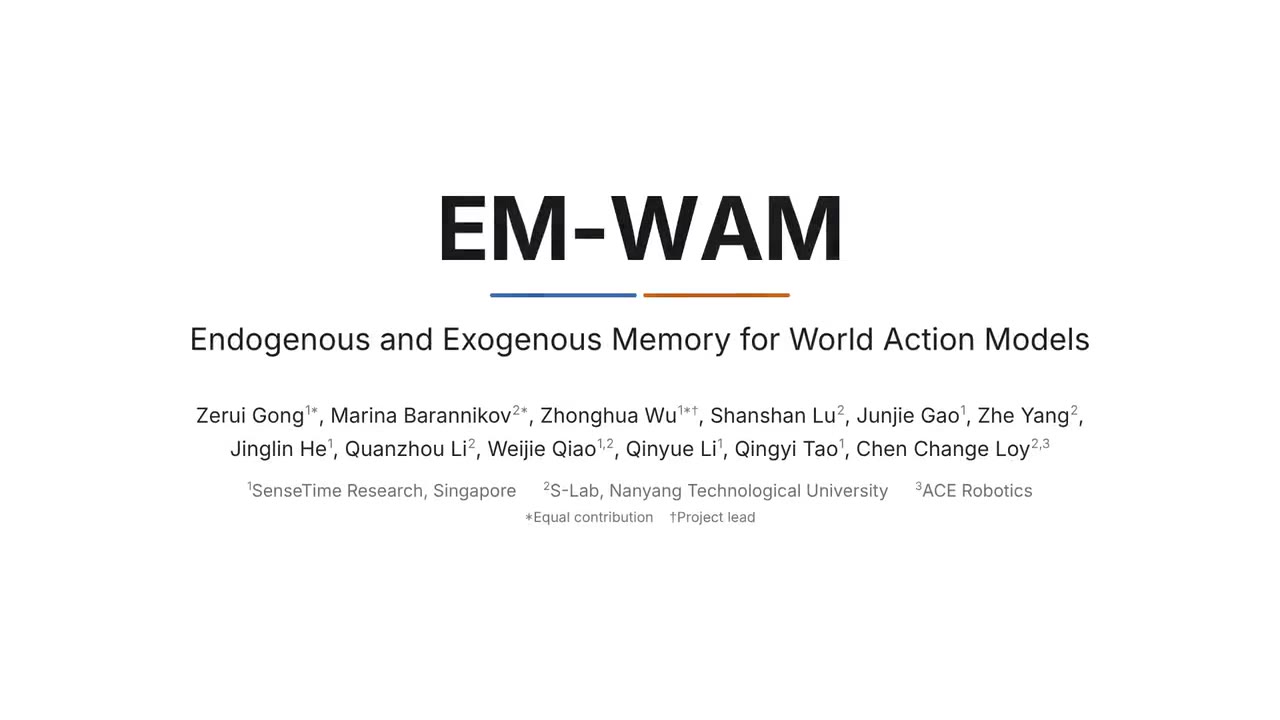 EM-WAM
Endogenous and Exogenous Memory for World Action Models
Zerui Gong1*, Marina Barannikov2*, Zhonghua Wu1*†, Shanshan Lu2, Junjie Gao1, Zhe Yang2,
Jinglin He1, Quanzhou Li2, Weijie Qiao1,2, Qinyue Li1, Qingyi Tao1, Chen Change Loy2,3
1SenseTime Research, Singapore 2S-Lab, Nanyang Technological University 3ACE Robotics
*Equal contribution †Project lead